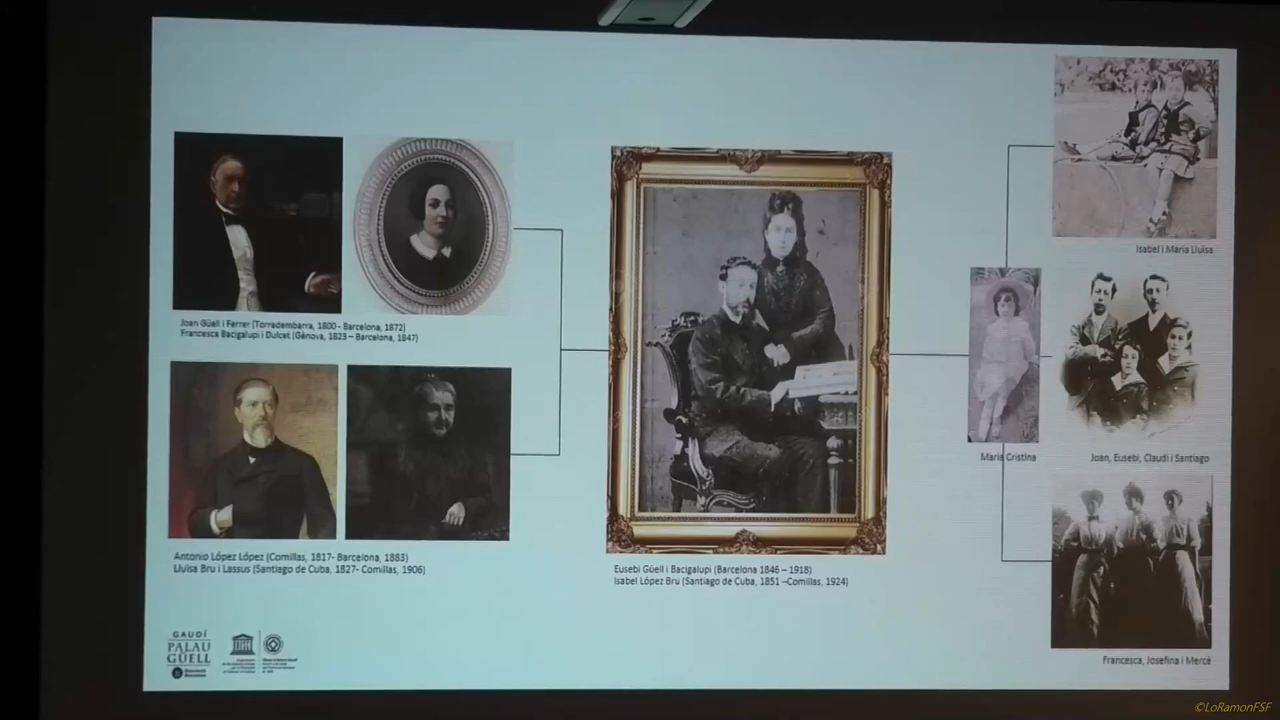 Isabel i Maria Lluïsa
Joan Güell i Ferrer (Torredembarra, 1800 - Barcelona, 1872)
Francesca Bacigalupi i Dulcet (Gènova, 1823 – Barcelona, 1847)
Maria Cristina
Joan, Eusebi, Claudi i Santiago
Antonio López López (Comillas, 1817- Barcelona, 1883)
Lluïsa Bru i Lassus (Santiago de Cuba, 1827- Comillas, 1906)
Eusebi Güell i Bacigalupi (Barcelona 1846 – 1918)
Isabel López Bru (Santiago de Cuba, 1851 –Comillas, 1924)
Francesca, Josefina i Mercè
GAUDÍ
PALAU
GÜELL
©LoRamonFSF